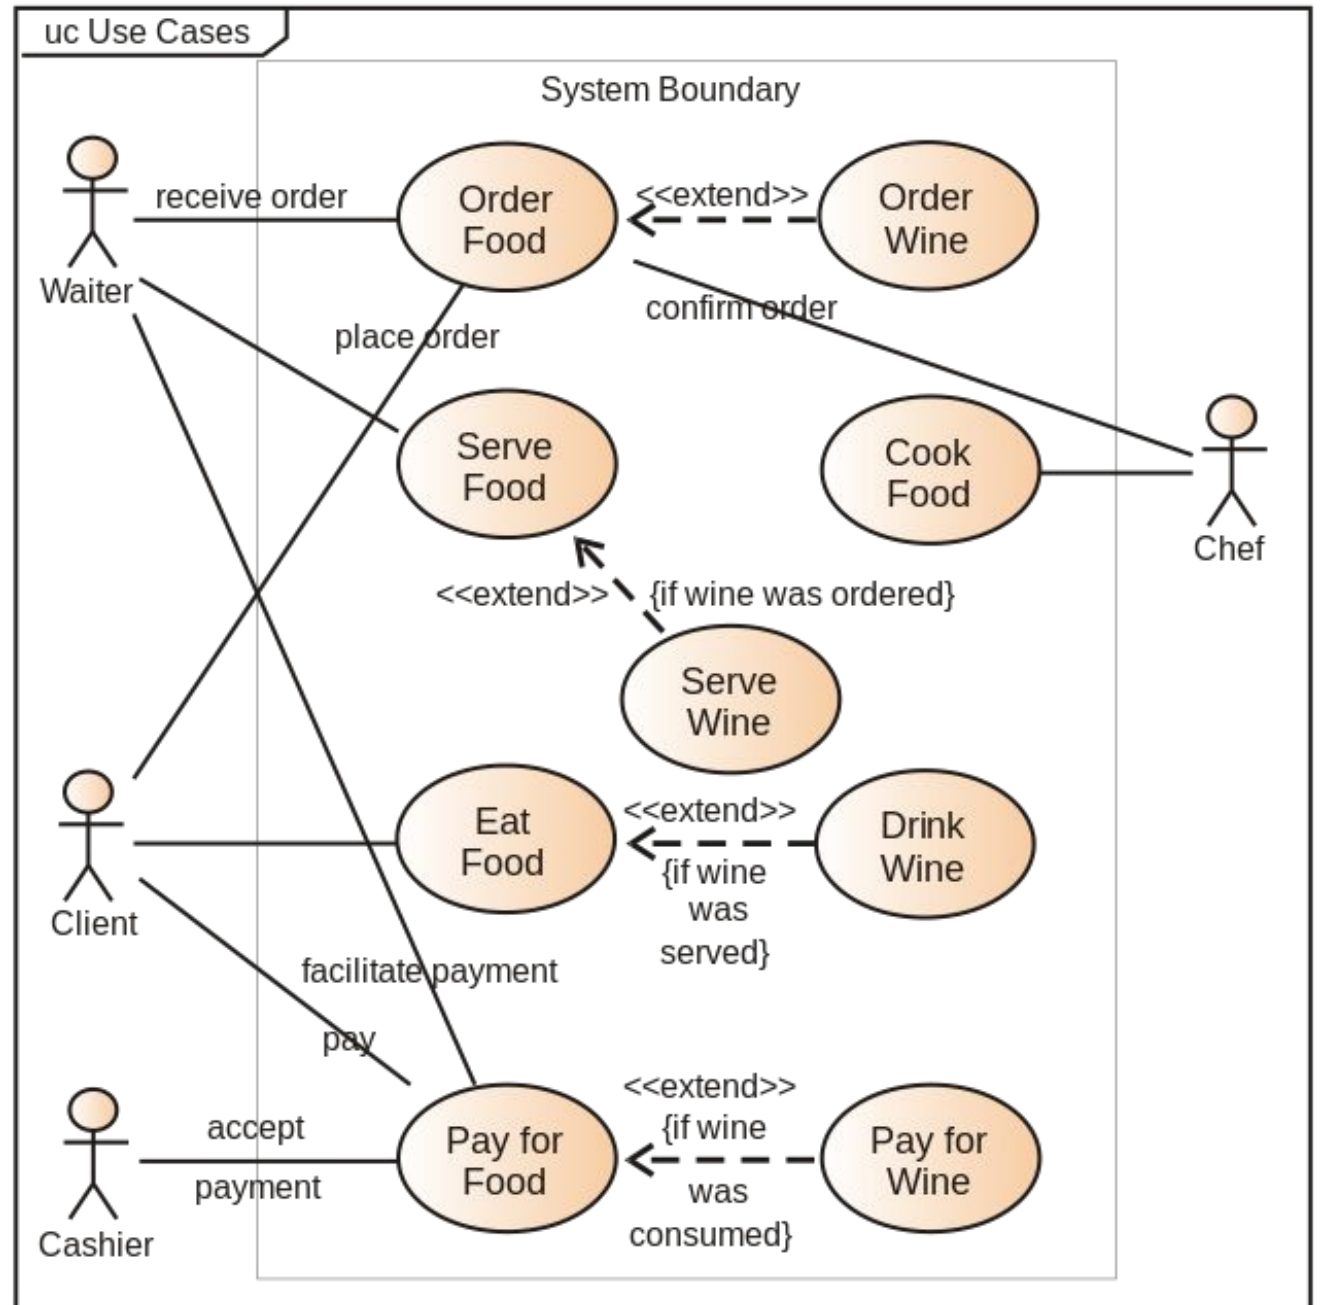 uc Use Cases
System Boundary
receive order
Order
Food
<<extend>>
Order
Wine
Waiter
place order
confirm order
Serve
Food
Cook
Food
Chef
<<extend>>
{if wine was ordered}
Serve
Wine
Client
Eat
Food
<<extend>>
{if wine
was
served}
Drink
Wine
facilitate payment
pay
accept
payment
Cashier
Pay for
Food
<<extend>>
{if wine
was
consumed}
Pay for
Wine